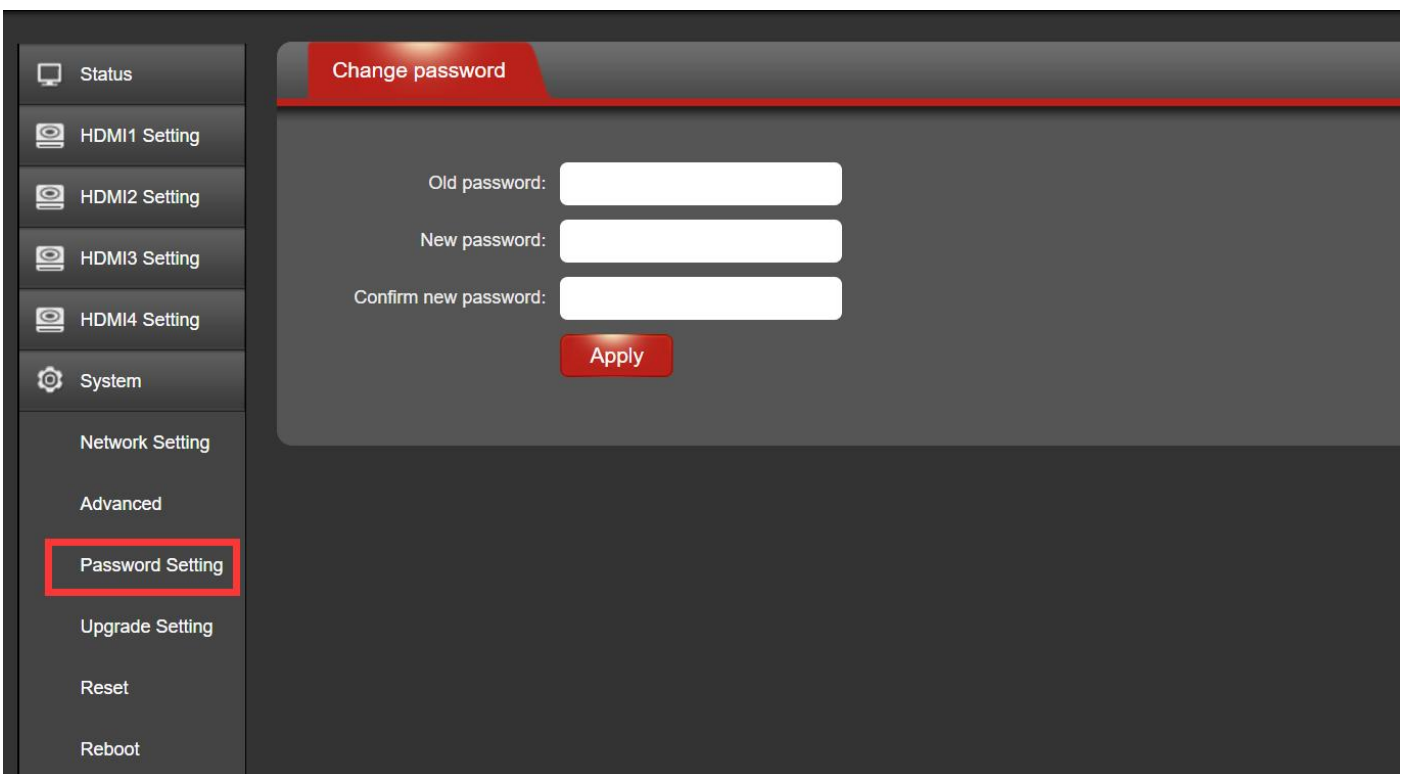 Status
HDMI1 Setting
HDMI2 Setting
HDMI3 Setting
HDMI4 Setting
System
Network Setting
Advanced
Password Setting
Upgrade Setting
Reset
Reboot
Change password
Old password:
New password:
Confirm new password:
Apply